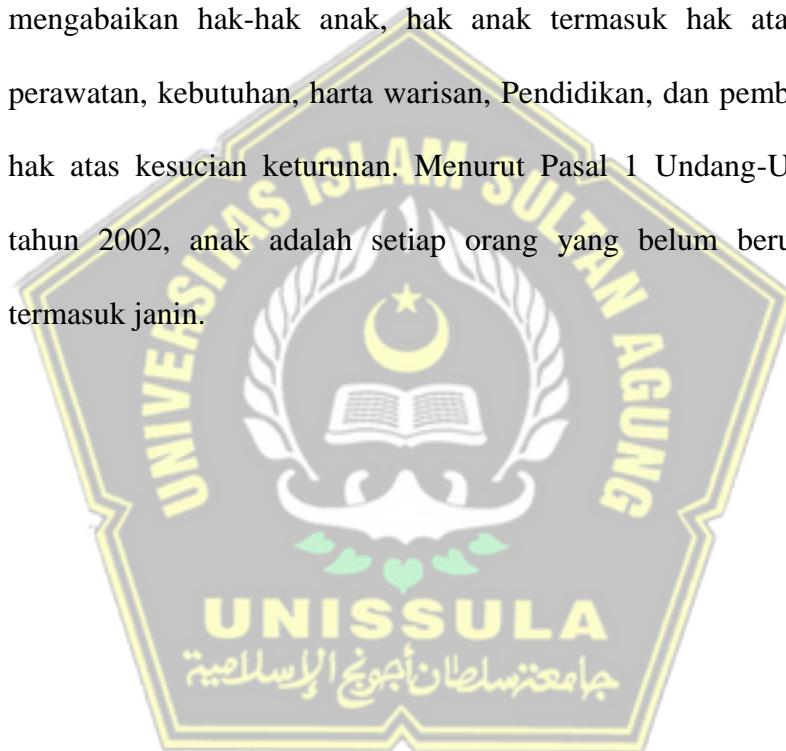 mengabaikan hak-hak anak, hak anak termasuk hak ata
perawatan, kebutuhan, harta warisan, Pendidikan, dan pemb
hak atas kesucian keturunan. Menurut Pasal 1 Undang-U
tahun 2002, anak adalah setiap orang yang belum beru
termasuk janin.
UNIVERSITAS ISLAM SULTAN AGUNG
UNISSULA
جامعة سلطان أجونج الإسلامية